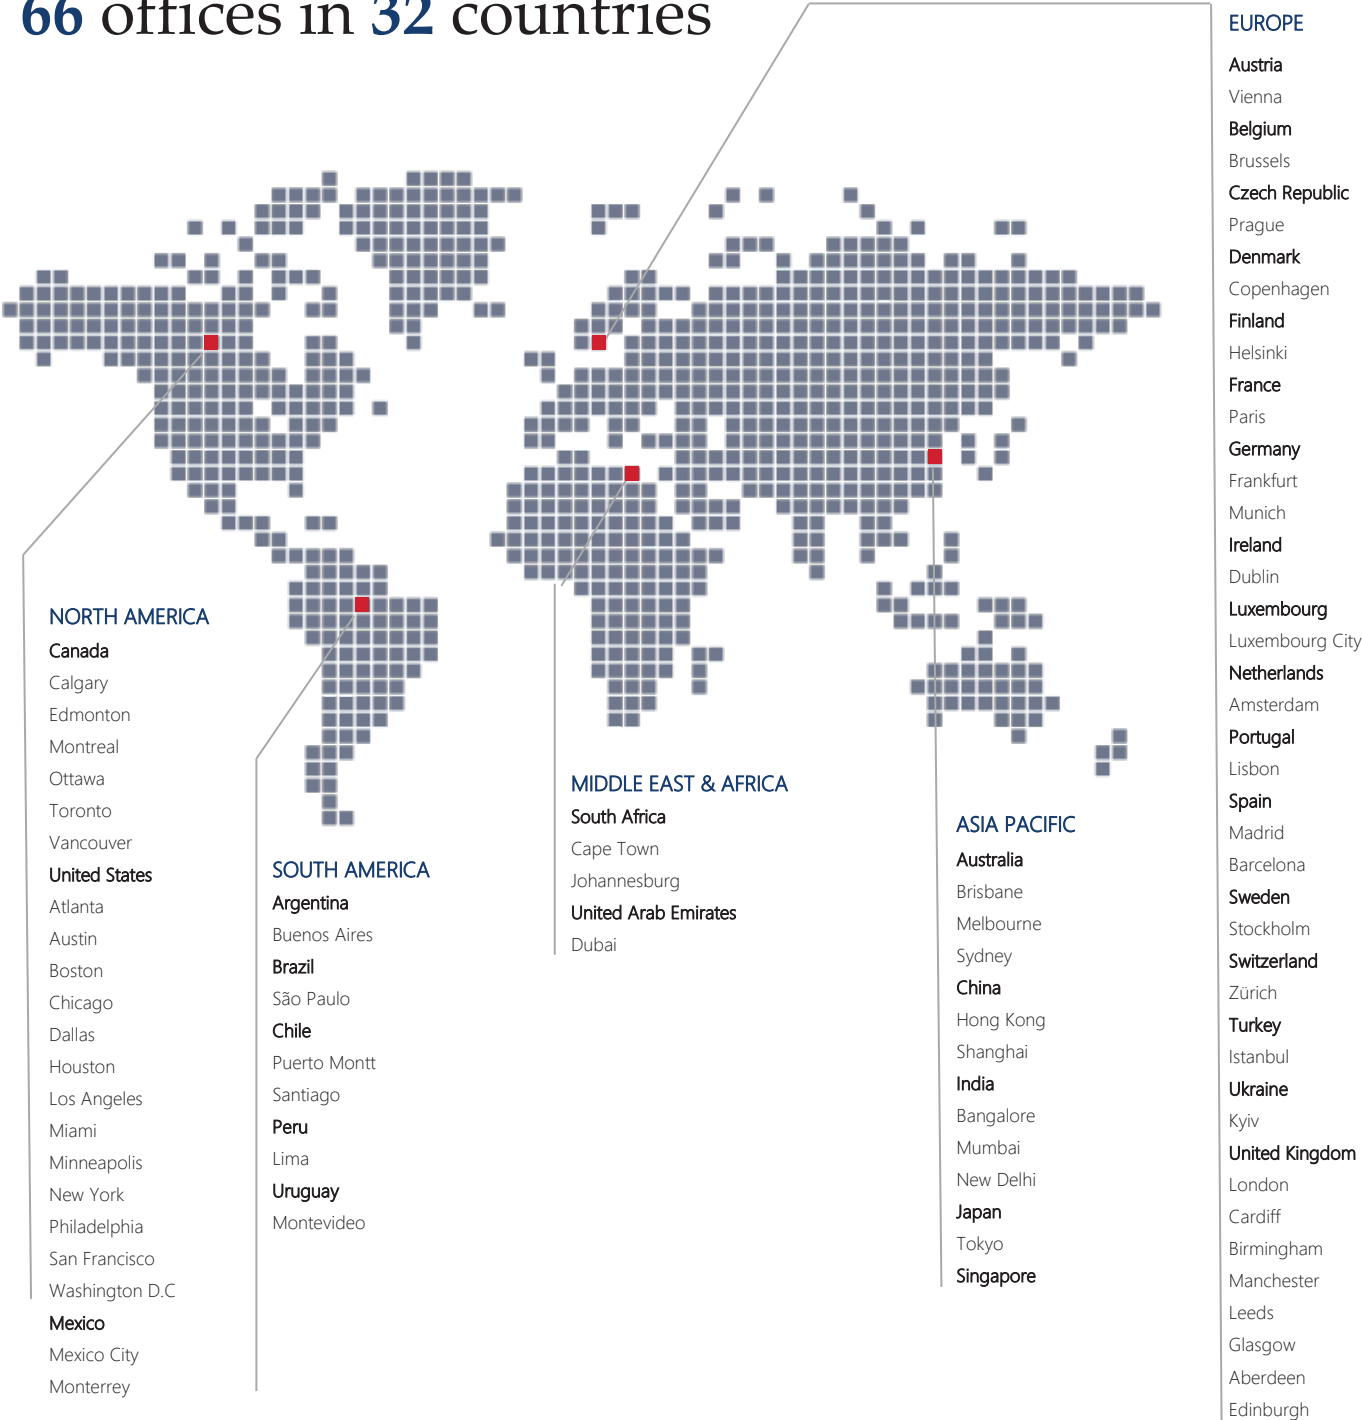 66 offices in 32 countries
NORTH AMERICA
Canada
Calgary
Edmonton
Montreal
Ottawa
Toronto
Vancouver
United States
Atlanta
Austin
Boston
Chicago
Dallas
Houston
Los Angeles
Miami
Minneapolis
New York
Philadelphia
San Francisco
Washington D.C
Mexico
Mexico City
Monterrey
SOUTH AMERICA
Argentina
Buenos Aires
Brazil
São Paulo
Chile
Puerto Montt
Santiago
Peru
Lima
Uruguay
Montevideo
MIDDLE EAST & AFRICA
South Africa
Cape Town
Johannesburg
United Arab Emirates
Dubai
ASIA PACIFIC
Australia
Brisbane
Melbourne
Sydney
China
Hong Kong
Shanghai
India
Bangalore
Mumbai
New Delhi
Japan
Tokyo
Singapore
EUROPE
Austria
Vienna
Belgium
Brussels
Czech Republic
Prague
Denmark
Copenhagen
Finland
Helsinki
France
Paris
Germany
Frankfurt
Munich
Ireland
Dublin
Luxembourg
Luxembourg City
Netherlands
Amsterdam
Portugal
Lisbon
Spain
Madrid
Barcelona
Sweden
Stockholm
Switzerland
Zürich
Turkey
Istanbul
Ukraine
Kyiv
United Kingdom
London
Cardiff
Birmingham
Manchester
Leeds
Glasgow
Aberdeen
Edinburgh